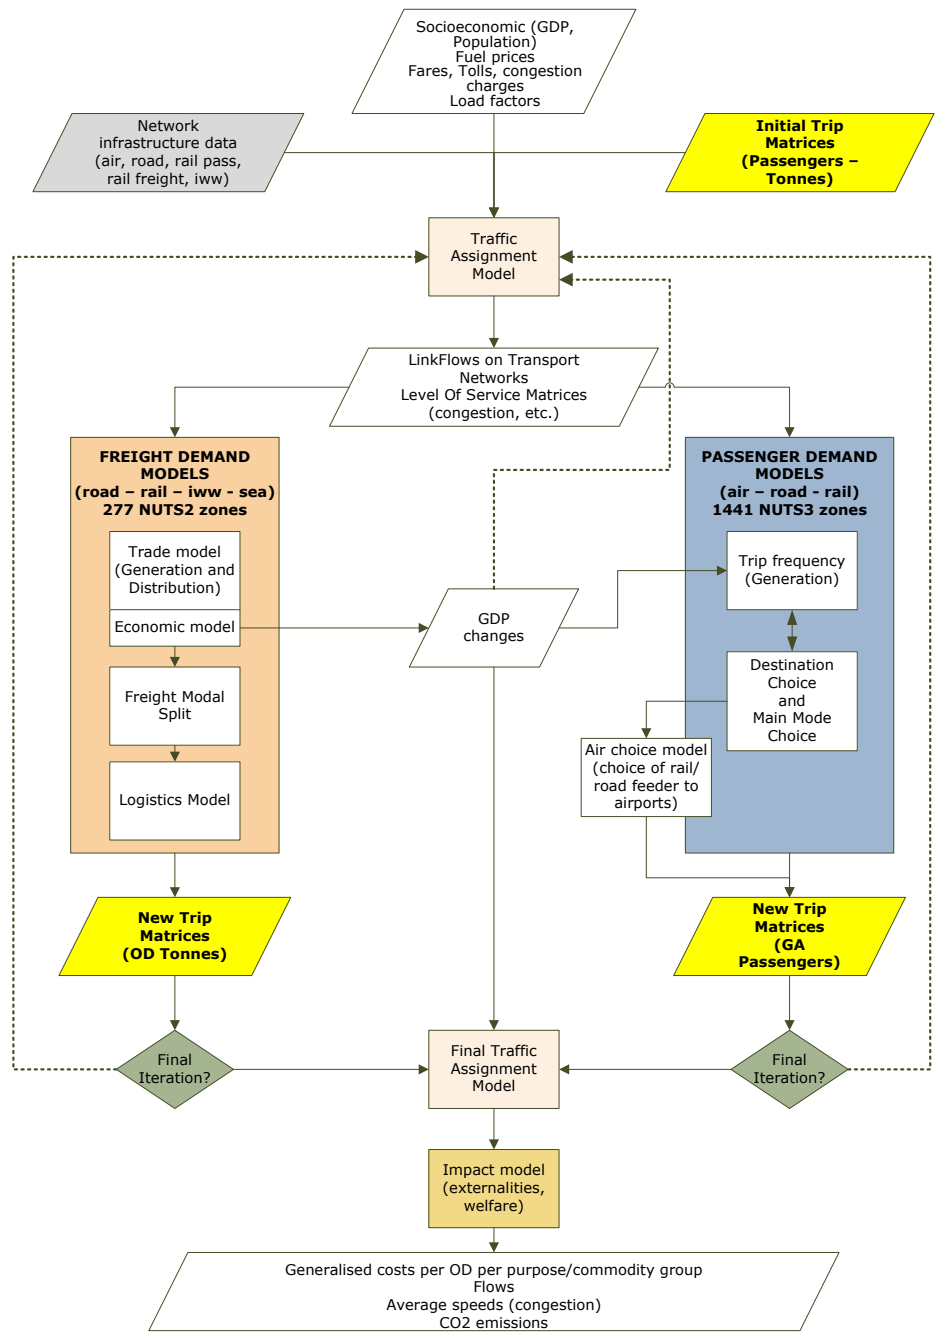 Socioeconomic (GDP,
Population)
Fuel prices
Fares, Tolls, congestion
charges
Load factors
Network
infrastructure data
(air, road, rail pass,
rail freight, iww)
Initial Trip
Matrices
(Passengers –
Tonnes)
Traffic
Assignment
Model
LinkFlows on Transport
Networks
Level Of Service Matrices
(congestion, etc.)
FREIGHT DEMAND
MODELS
(road – rail – iww - sea)
277 NUTS2 zones
Trade model
(Generation and
Distribution)
Economic model
Freight Modal
Split
Logistics Model
GDP
changes
PASSENGER DEMAND
MODELS
(air – road - rail)
1441 NUTS3 zones
Trip frequency
(Generation)
Destination
Choice
and
Main Mode
Choice
Air choice model
(choice of rail/
road feeder to
airports)
New Trip
Matrices
(OD Tonnes)
New Trip
Matrices
(GA
Passengers)
Final
Iteration?
Final Traffic
Assignment
Model
Final
Iteration?
Impact model
(externalities,
welfare)
Generalised costs per OD per purpose/commodity group
Flows
Average speeds (congestion)
CO2 emissions